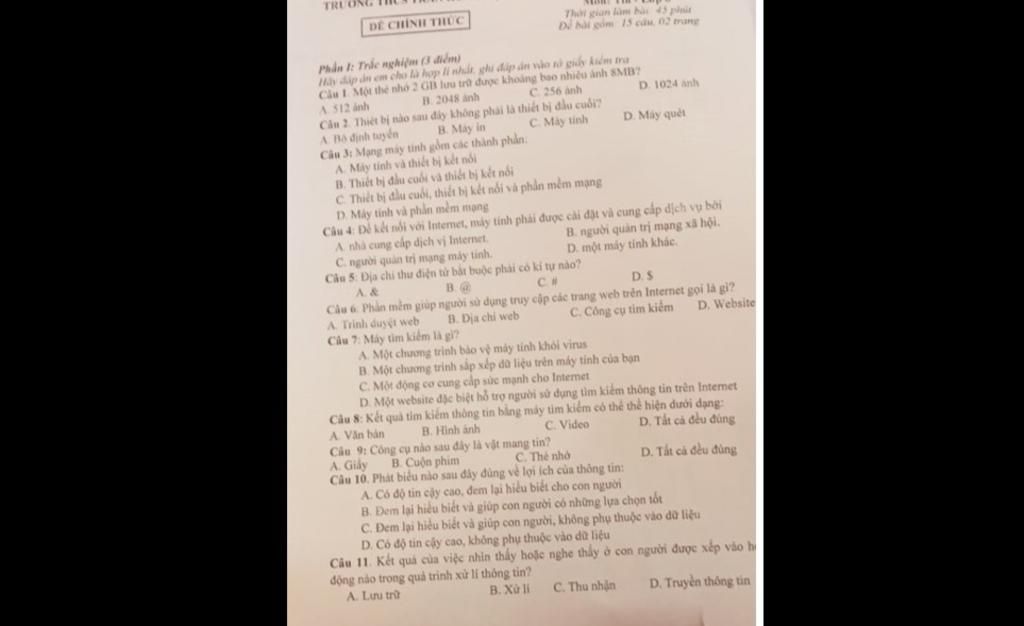 TRƯỜNG THCS
ĐỀ CHÍNH THỨC
Thời gian làm bài: 45 phút
Đề bài gồm: 15 câu, 02 trang
Phần I: Trắc nghiệm (3 điểm)
Hãy đáp án em cho là hợp lí nhất, ghi đáp án vào tờ giấy kiểm tra
Câu 1. Một thẻ nhớ 2 GB lưu trữ được khoảng bao nhiêu ảnh 8MB?
A. 512 ảnh B. 2048 ảnh C. 256 ảnh D. 1024 ảnh
Câu 2. Thiết bị nào sau đây không phải là thiết bị đầu cuối?
A. Bộ định tuyến B. Máy in C. Máy tính D. Máy quét
Câu 3: Mạng máy tính gồm các thành phần:
A. Máy tính và thiết bị kết nối
B. Thiết bị đầu cuối và thiết bị kết nối
C. Thiết bị đầu cuối, thiết bị kết nối và phần mềm mạng
D. Máy tính và phần mềm mạng
Câu 4: Để kết nối với Internet, máy tính phải được cài đặt và cung cấp dịch vụ bởi
A. nhà cung cấp dịch vị Internet. B. người quản trị mạng xã hội.
C. người quản trị mạng máy tính. D. một máy tính khác.
Câu 5: Địa chỉ thư điện tử bắt buộc phải có kí tự nào?
A. & B. @ C. # D. $
Câu 6: Phần mềm giúp người sử dụng truy cập các trang web trên Internet gọi là gì?
A. Trình duyệt web B. Địa chỉ web C. Công cụ tìm kiếm D. Website
Câu 7: Máy tìm kiếm là gì?
A. Một chương trình bảo vệ máy tính khỏi virus
B. Một chương trình sắp xếp dữ liệu trên máy tính của bạn
C. Một động cơ cung cấp sức mạnh cho Internet
D. Một website đặc biệt hỗ trợ người sử dụng tìm kiếm thông tin trên Internet
Câu 8: Kết quả tìm kiếm thông tin bằng máy tìm kiếm có thể thể hiện dưới dạng:
A. Văn bản B. Hình ảnh C. Video D. Tất cả đều đúng
Câu 9: Công cụ nào sau đây là vật mang tin?
A. Giấy B. Cuộn phim C. Thẻ nhớ D. Tất cả đều đúng
Câu 10. Phát biểu nào sau đây đúng về lợi ích của thông tin:
A. Có độ tin cậy cao, đem lại hiểu biết cho con người
B. Đem lại hiểu biết và giúp con người có những lựa chọn tốt
C. Đem lại hiểu biết và giúp con người, không phụ thuộc vào dữ liệu
D. Có độ tin cậy cao, không phụ thuộc vào dữ liệu
Câu 11. Kết quả của việc nhìn thấy hoặc nghe thấy ở con người được xếp vào
động nào trong quá trình xử lí thông tin?
A. Lưu trữ B. Xử lí C. Thu nhận D. Truyền thông tin